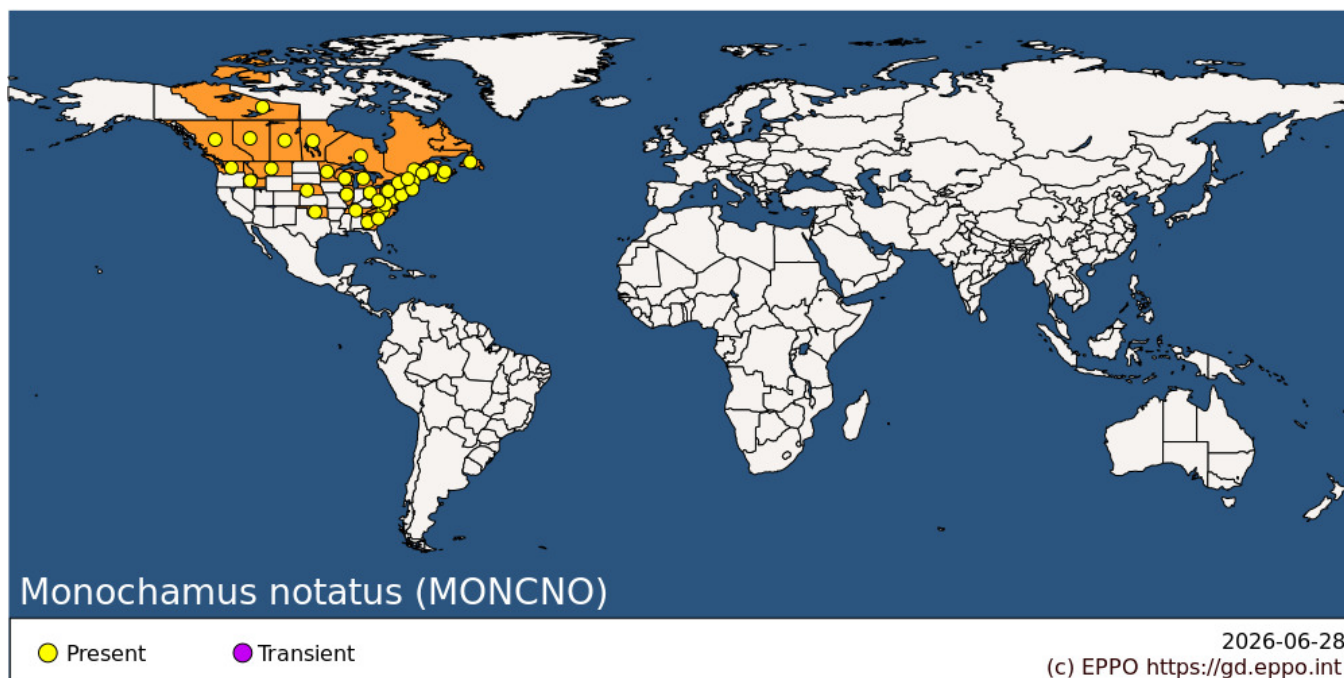 Monochamus notatus (MONCNO)
Present
Transient
2026-06-28
(c) EPPO https://gd.eppo.int